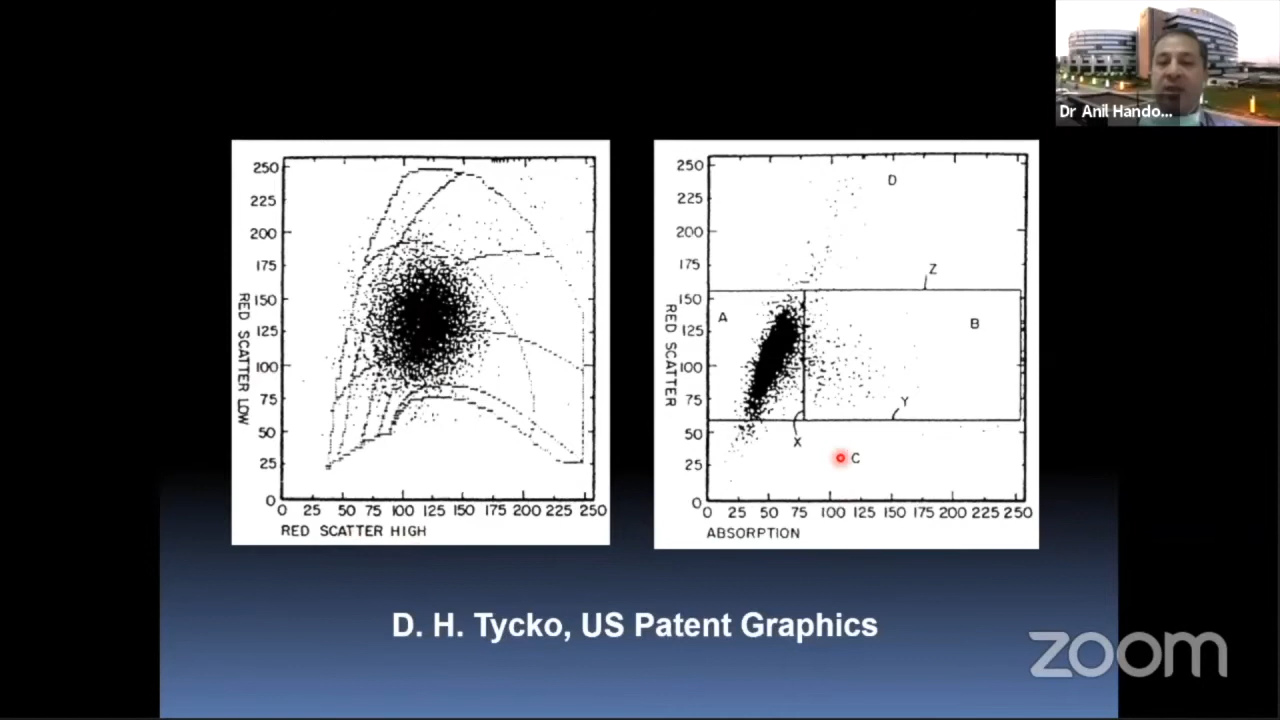 Dr Anil Hando...
250
225
200
175
150
125
100
75
50
25
0
RED SCATTER LOW
0 25 50 75 100 125 150 175 200 225 250
RED SCATTER HIGH
250
225
200
175
150
125
100
75
50
25
0
RED SCATTER
D
Z
A
B
Y
X
C
0 25 50 75 100 125 150 175 200 225 250
ABSORPTION
D. H. Tycko, US Patent Graphics
zoom